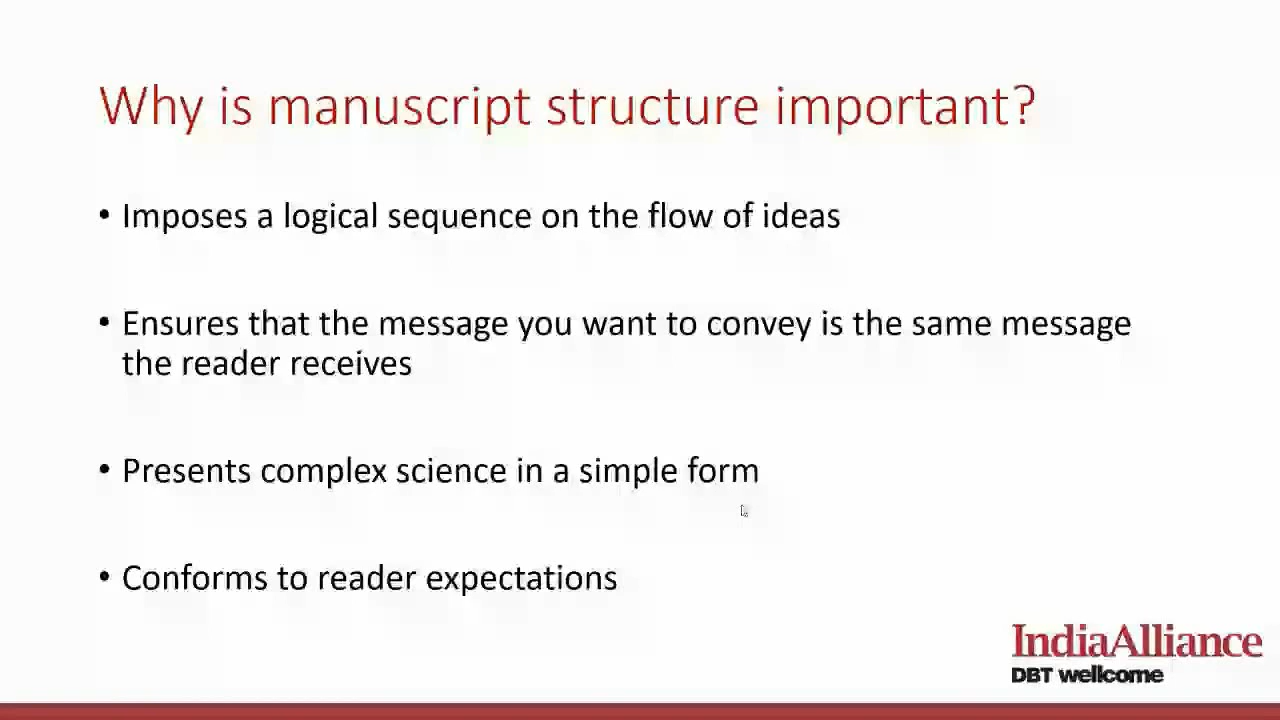 Why is manuscript structure important?
• Imposes a logical sequence on the flow of ideas
• Ensures that the message you want to convey is the same message
the reader receives
• Presents complex science in a simple form
• Conforms to reader expectations
IndiaAlliance
DBT wellcome